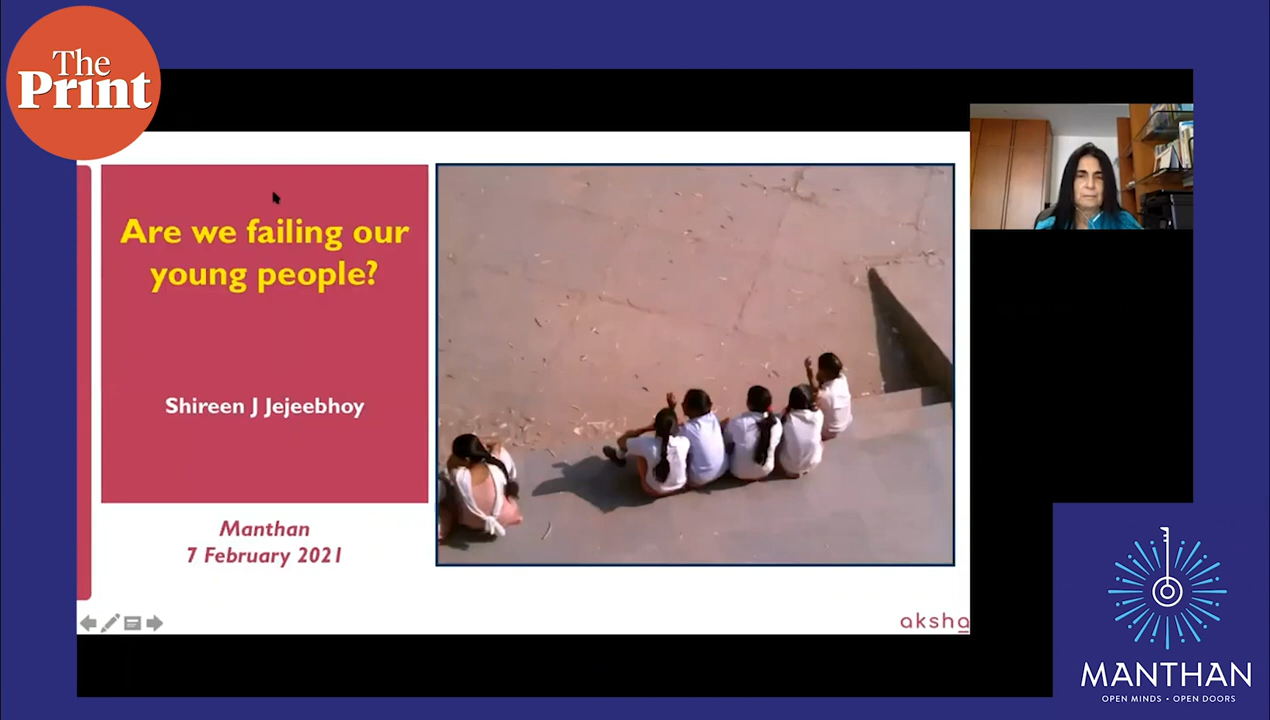 The
Print
Are we failing our
young people?
Shireen J Jejeebhoy
Manthan
7 February 2021
aksha
MANTHAN
OPEN MINDS • OPEN DOORS